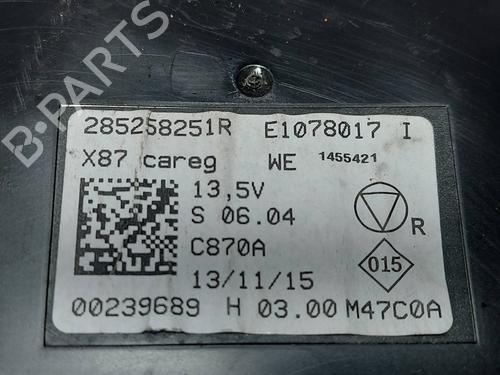 B-PARTS
285258251R E1078017 I
X87 careg WE 1455421
13,5V
S 06.04
R
C870A
015
13/11/15
00239689 H 03.00 M47C0A